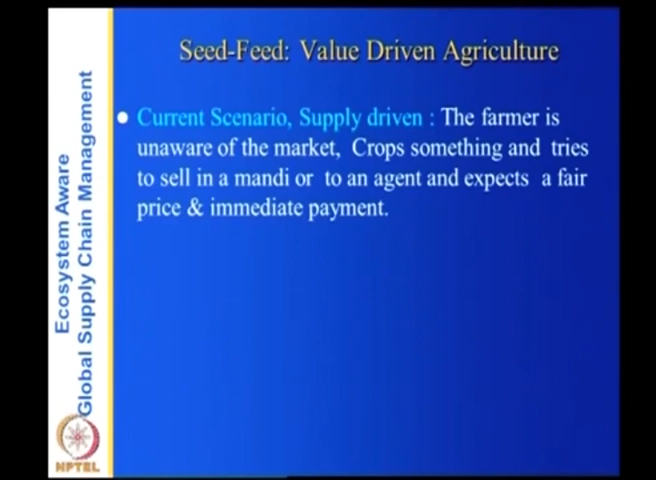 Seed-Feed: Value Driven Agriculture
Current Scenario, Supply driven : The farmer is
unaware of the market, Crops something and tries
to sell in a mandi or to an agent and expects a fair
price & immediate payment.
Ecosystem Aware
Global Supply Chain Management
NPTEL